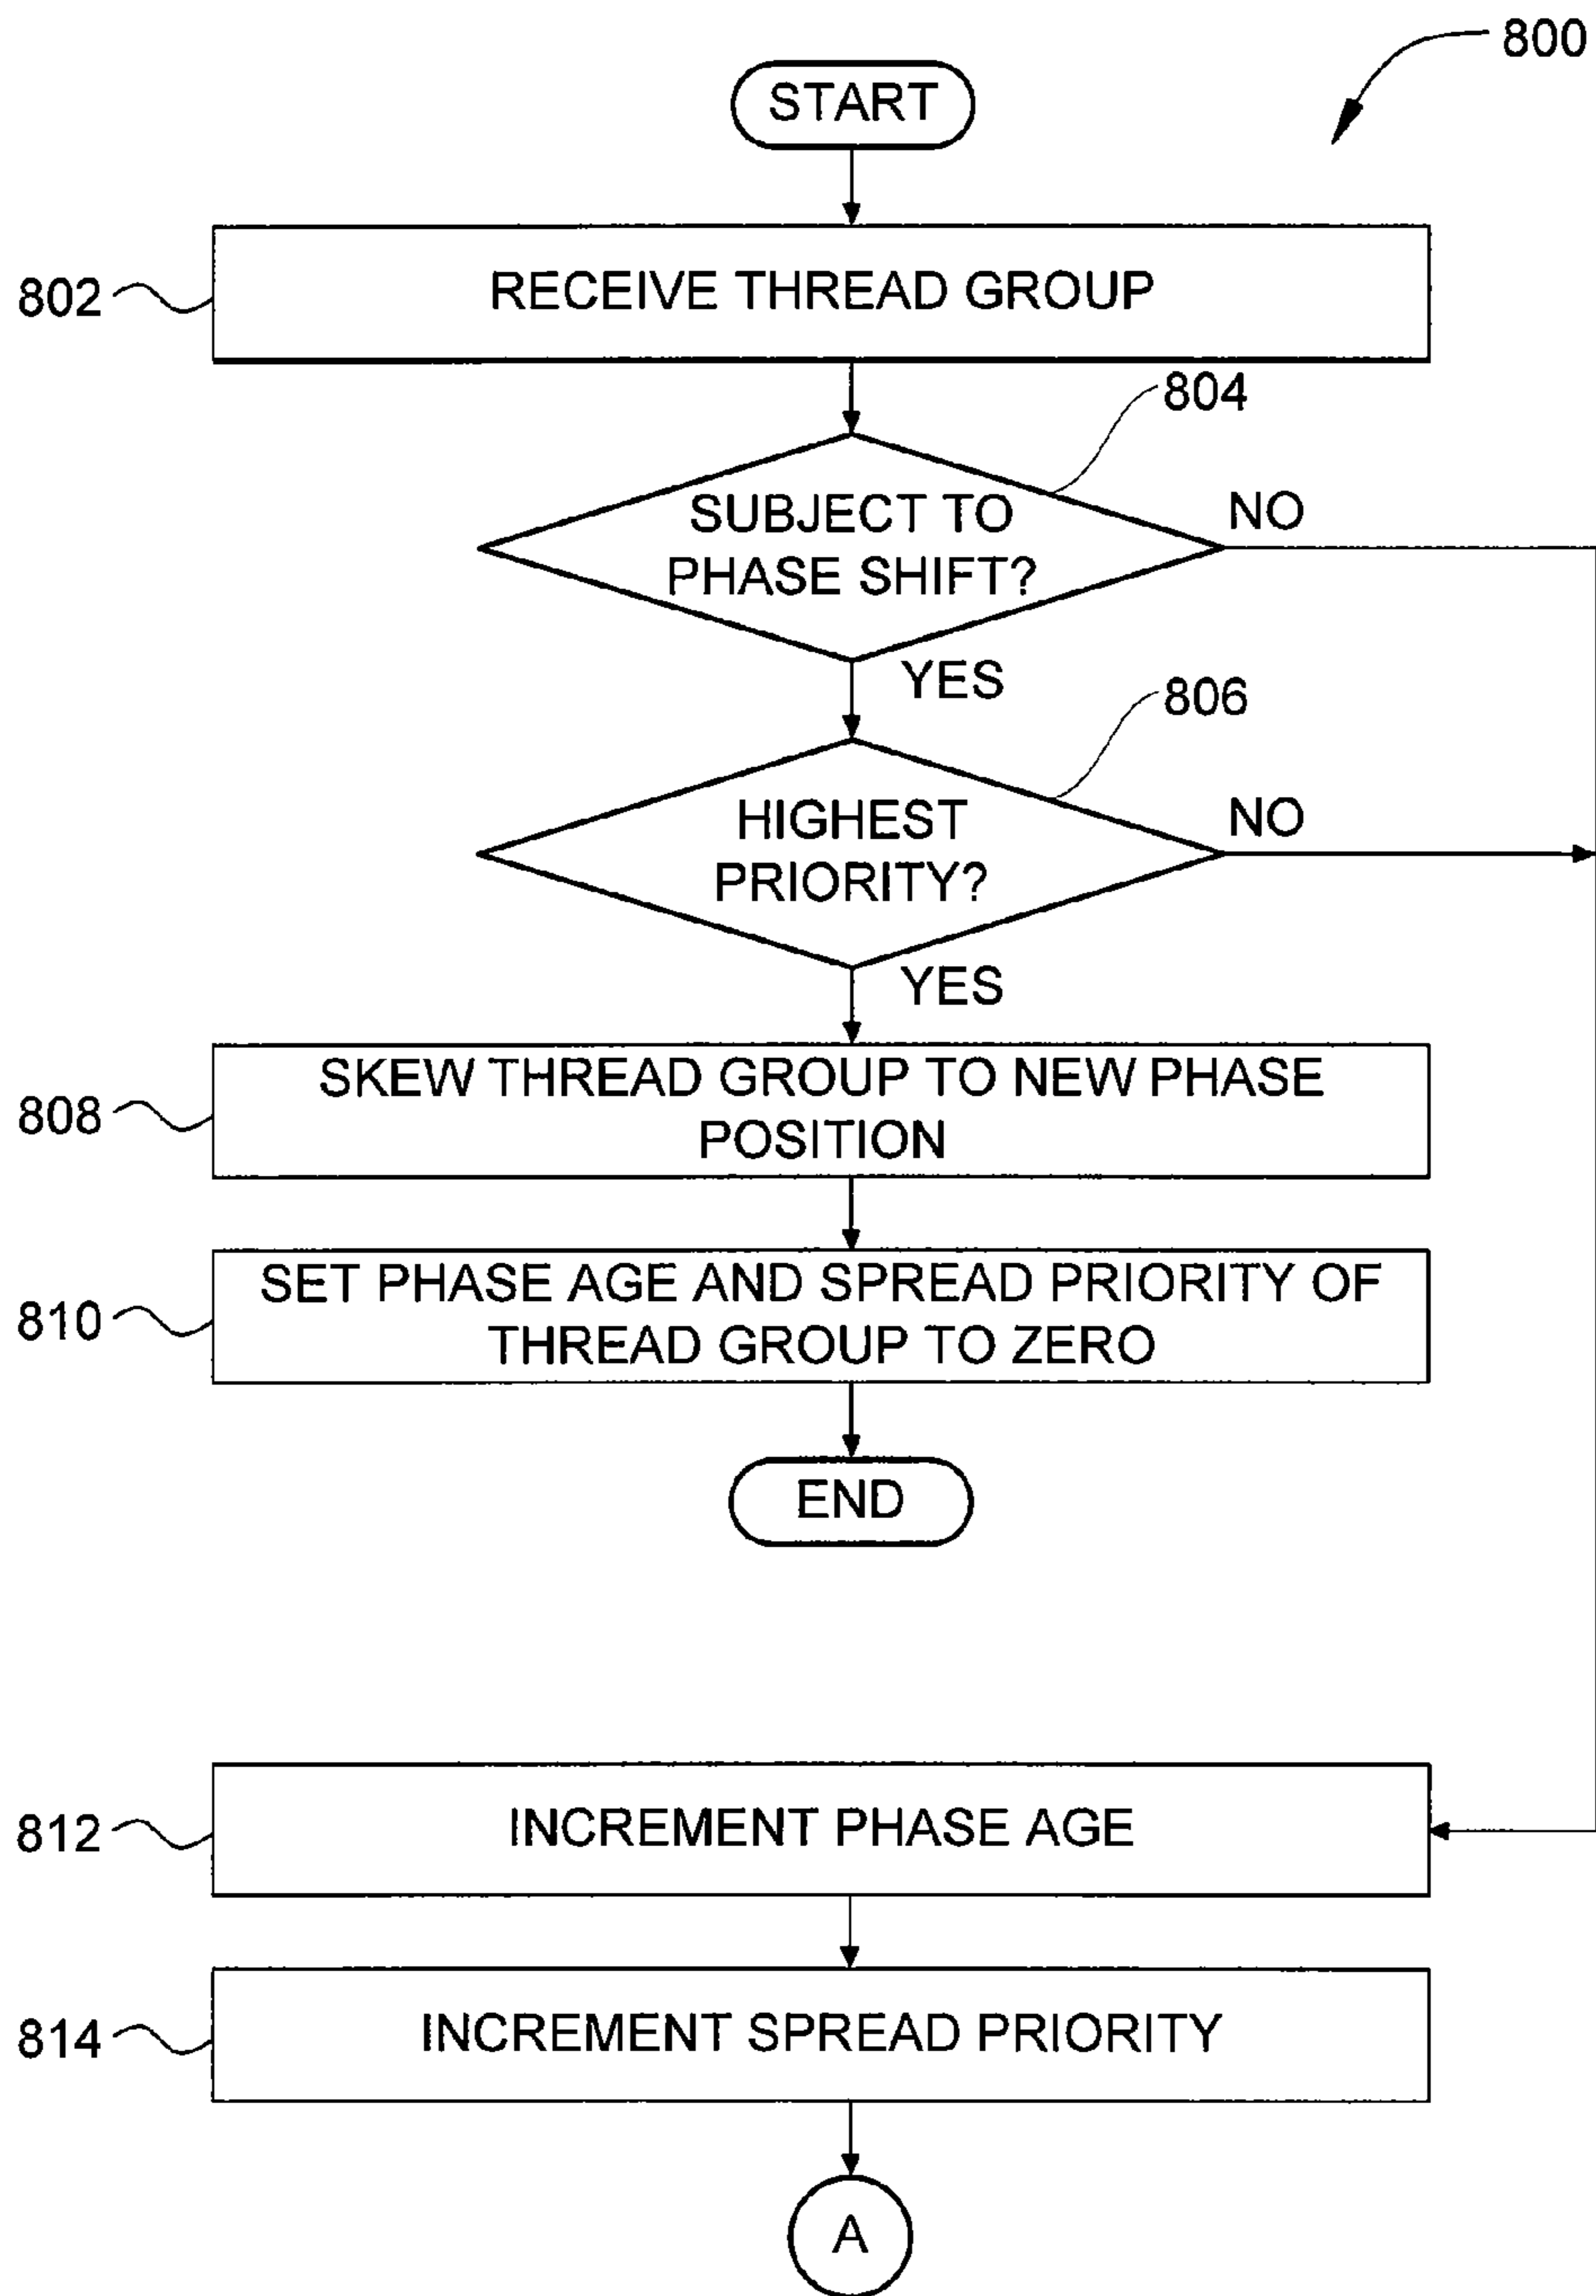 800
START
802
RECEIVE THREAD GROUP
804
SUBJECT TO
PHASE SHIFT?
NO
YES
806
HIGHEST
PRIORITY?
NO
YES
808
SKEW THREAD GROUP TO NEW PHASE
POSITION
810
SET PHASE AGE AND SPREAD PRIORITY OF
THREAD GROUP TO ZERO
END
812
INCREMENT PHASE AGE
814
INCREMENT SPREAD PRIORITY
A